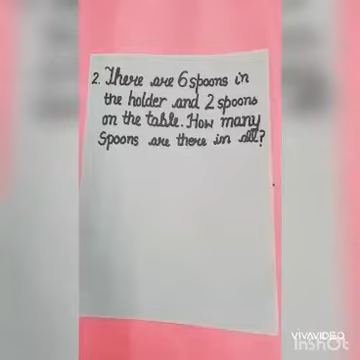 2. There are 6 spoons in
the holder and 2 spoons
on the table. How many
Spoons are there in all?
VIVAVIDEO
InShOt